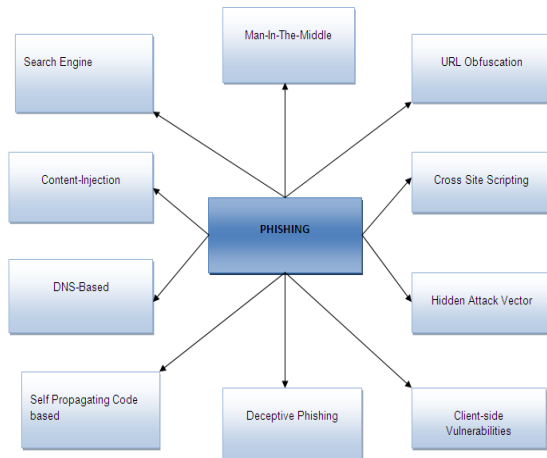 Man-In-The-Middle
Search Engine
URL Obfuscation
Content-Injection
Cross Site Scripting
PHISHING
DNS-Based
Hidden Attack Vector
Self Propagating Code
based
Deceptive Phishing
Client-side
Vulnerabilities